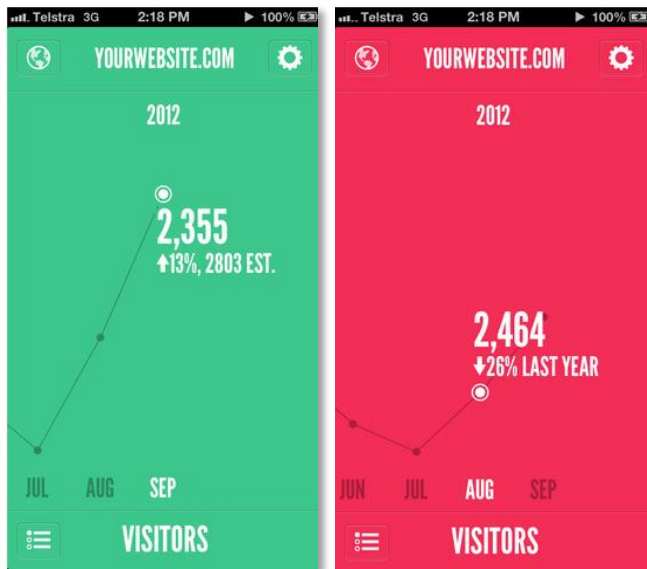 Telstra 3G 2:18 PM 100%
YOURWEBSITE.COM
2012
2,355
13%, 2803 EST.
JUL AUG SEP
VISITORS
Telstra 3G 2:18 PM 100%
YOURWEBSITE.COM
2012
2,464
26% LAST YEAR
JUN JUL AUG SEP
VISITORS